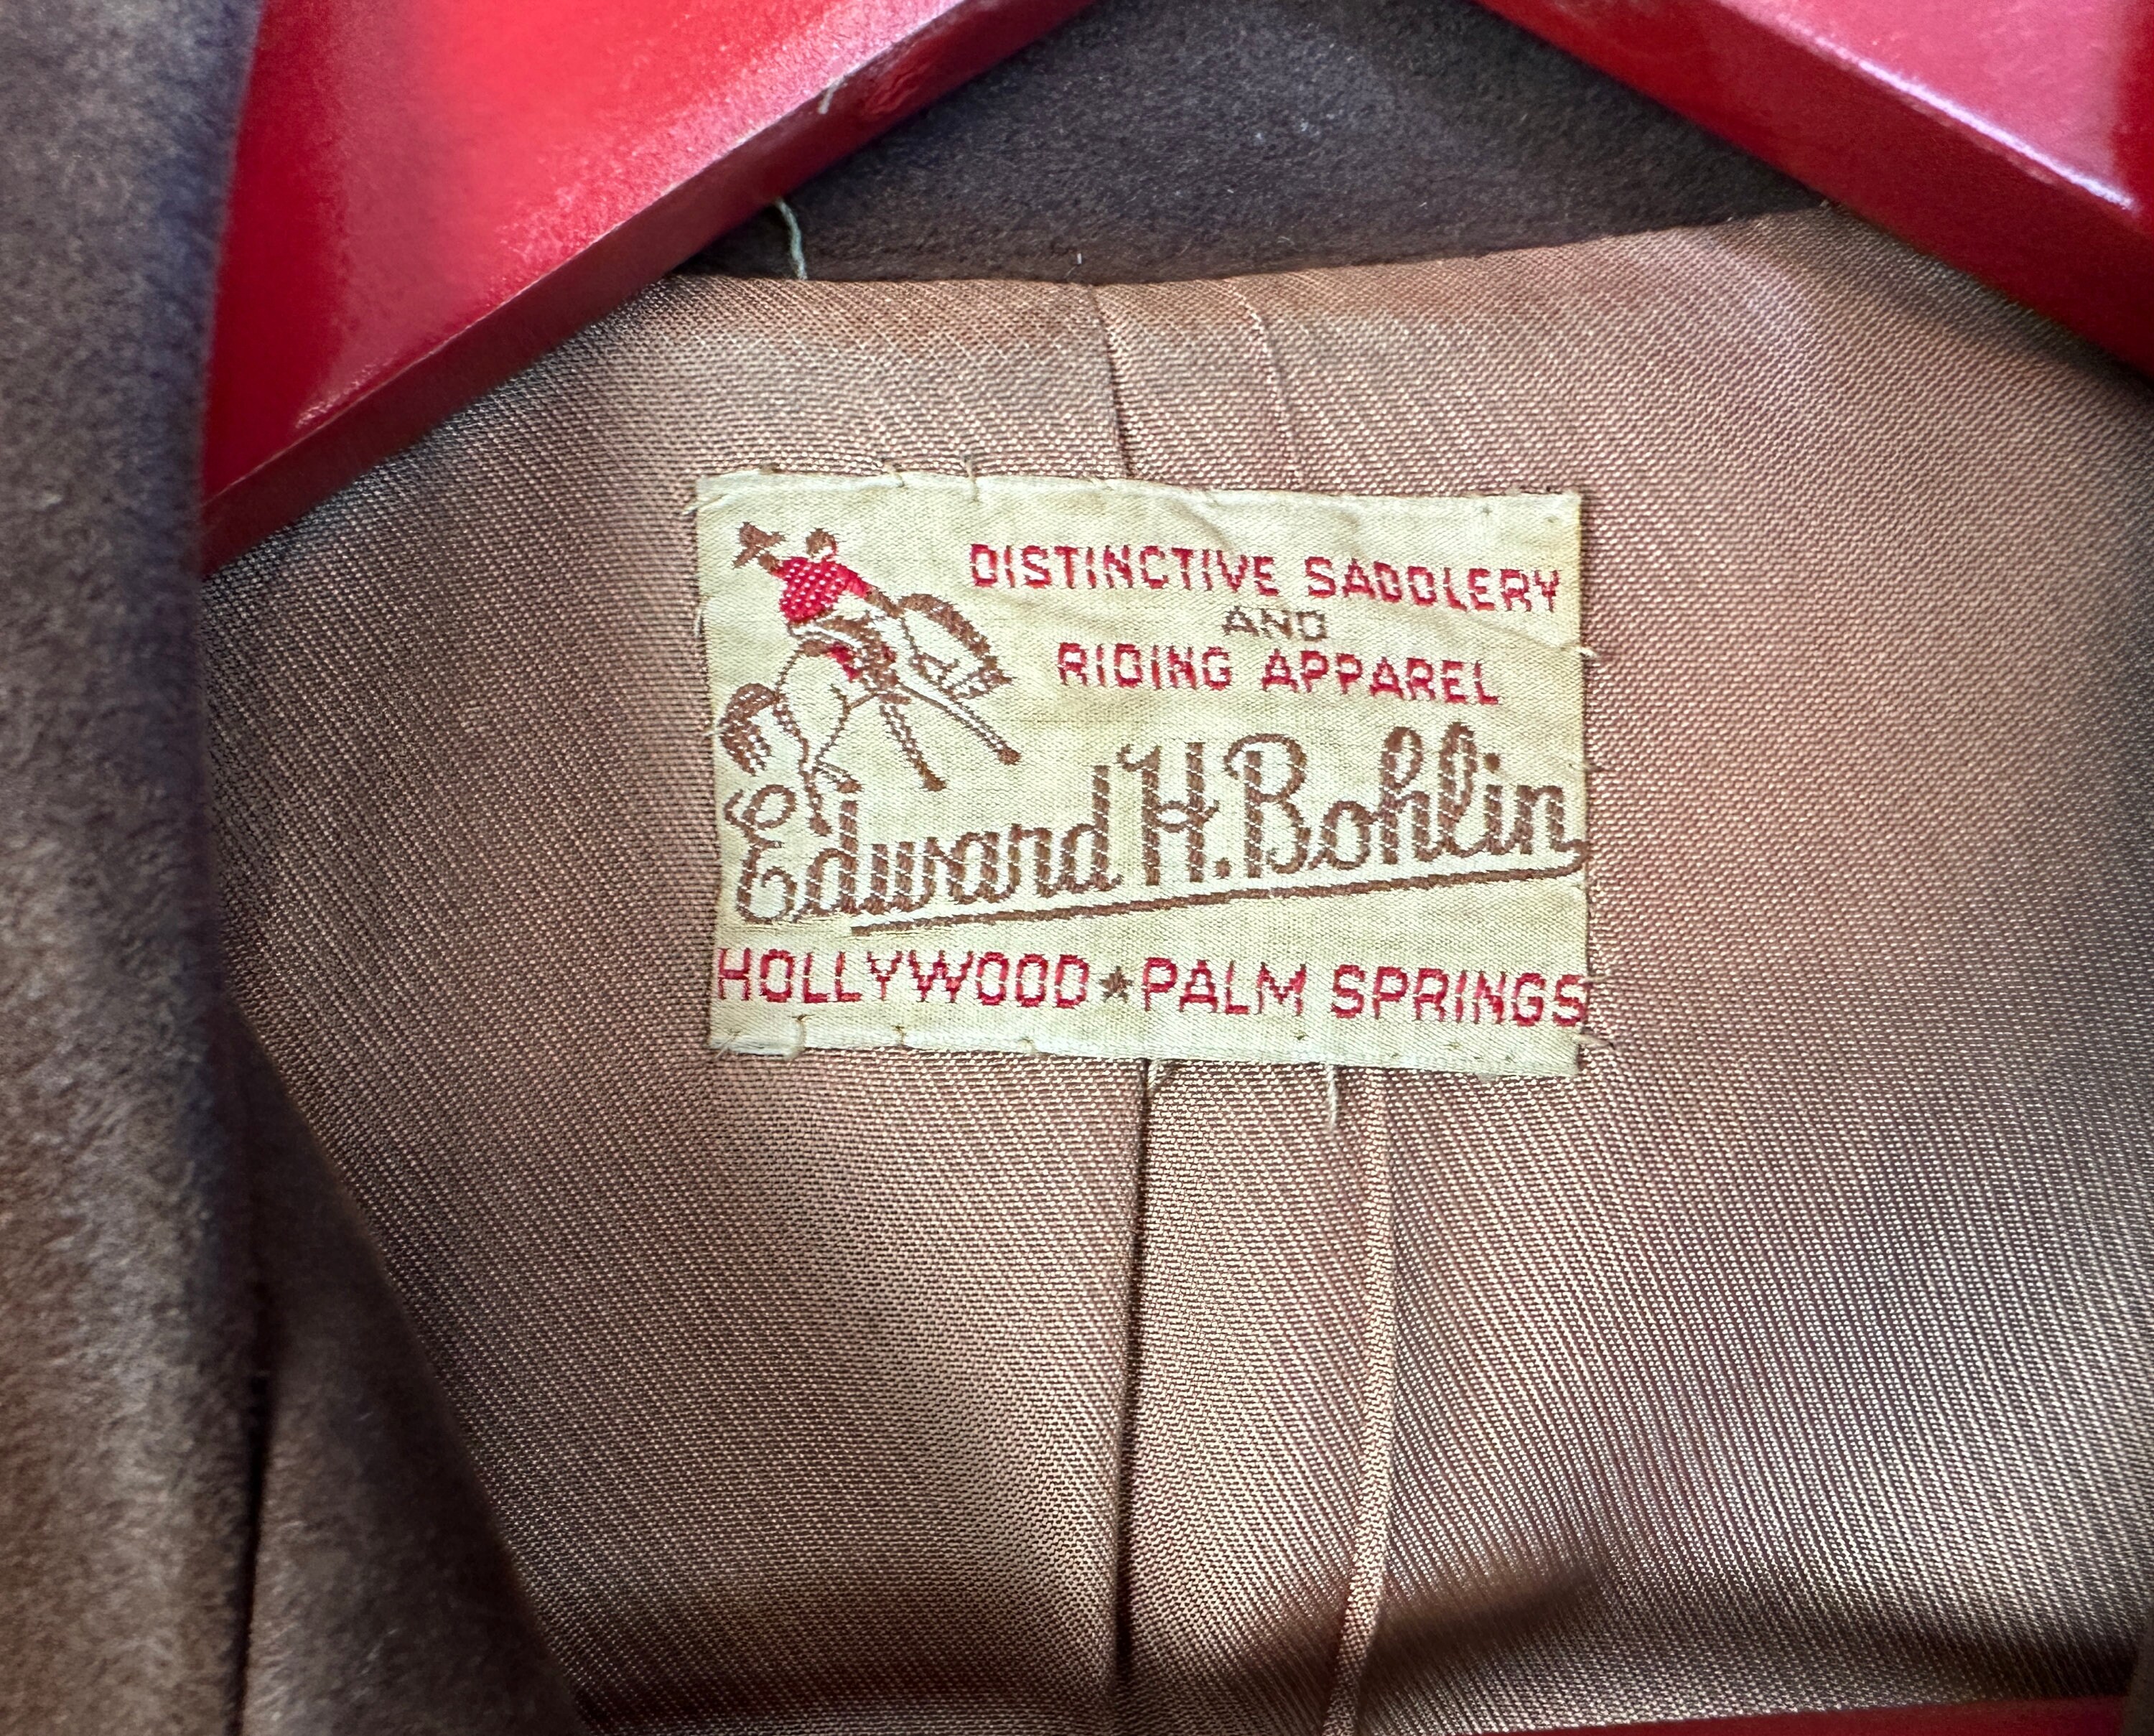 DISTINCTIVE SADDLERY
AND
RIDING APPAREL
Edward H. Bohlin
HOLLYWOOD ★ PALM SPRINGS